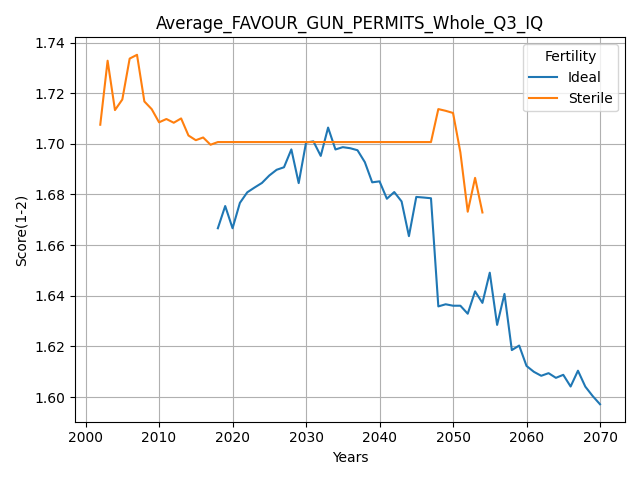 Average_FAVOUR_GUN_PERMITS_Whole_Q3_IQ
Fertility
Ideal
Sterile
1.74
1.72
1.70
1.68
1.66
1.64
1.62
1.60
Score(1-2)
2000 2010 2020 2030 2040 2050 2060 2070
Years